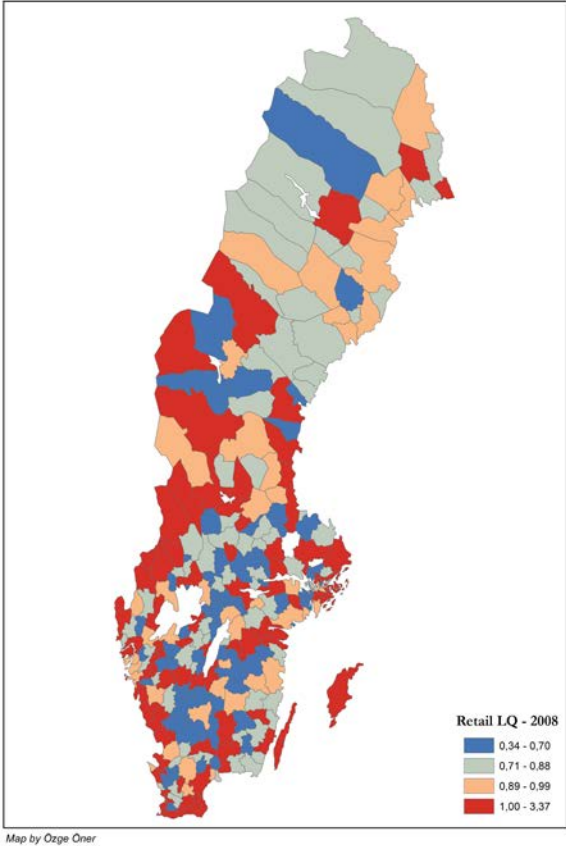 Retail LQ - 2008
0,34 - 0,70
0,71 - 0,88
0,89 - 0,99
1,00 - 3,37
Map by Özge Öner